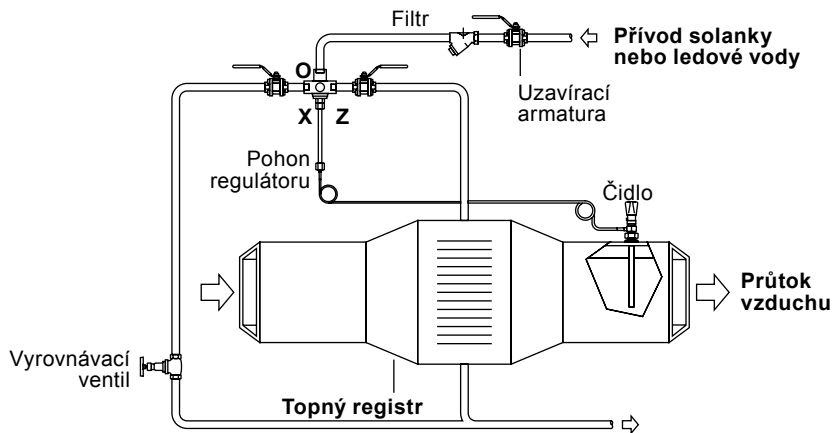 Filtr
Přívod solanky
nebo ledové vody
O
Uzavírací
armatura
X Z
Pohon
regulátoru
Čidlo
Průtok
vzduchu
Vyrovnávací
ventil
Topný registr